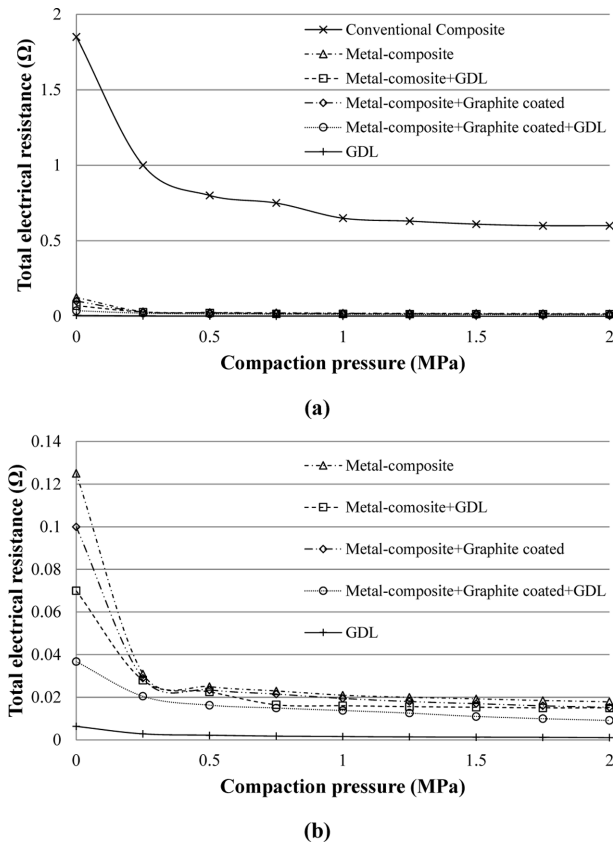 2
1.5
1
0.5
0
Total electrical resistance (Ω)
Conventional Composite
Metal-composite
Metal-comosite+GDL
Metal-composite+Graphite coated
Metal-composite+Graphite coated+GDL
GDL
0 0.5 1 1.5 2
Compaction pressure (MPa)
(a)
0.14
0.12
0.1
0.08
0.06
0.04
0.02
0
Total electrical resistance (Ω)
Metal-composite
Metal-comosite+GDL
Metal-composite+Graphite coated
Metal-composite+Graphite coated+GDL
GDL
0 0.5 1 1.5 2
Compaction pressure (MPa)
(b)